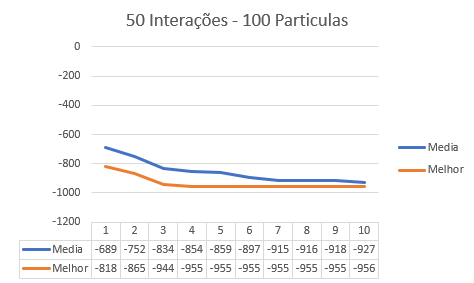 50 Interações - 100 Particulas
0
-200
-400
-600
-800
-1000
-1200
Media
Melhor
1 2 3 4 5 6 7 8 9 10
Media -689 -752 -834 -854 -859 -897 -915 -916 -918 -927
Melhor -818 -865 -944 -955 -955 -955 -955 -955 -955 -956